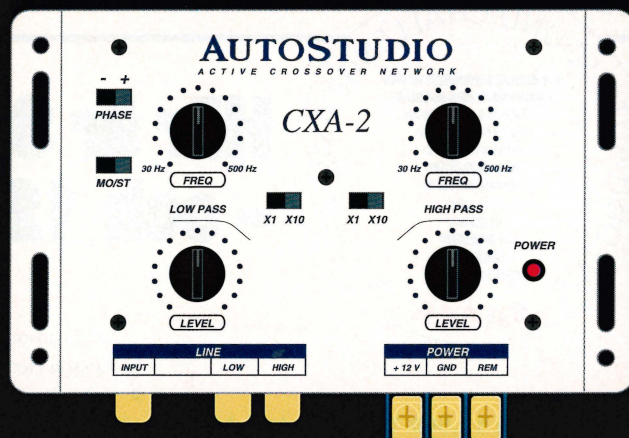 AUTOSTUDIO
ACTIVE CROSSOVER NETWORK
- +
PHASE
CXA-2
MO/ST
30 Hz 500 Hz
FREQ
30 Hz 500 Hz
FREQ
X1 X10
X1 X10
LOW PASS
HIGH PASS
POWER
LEVEL
LEVEL
LINE
INPUT LOW HIGH
POWER
+ 12 V GND REM